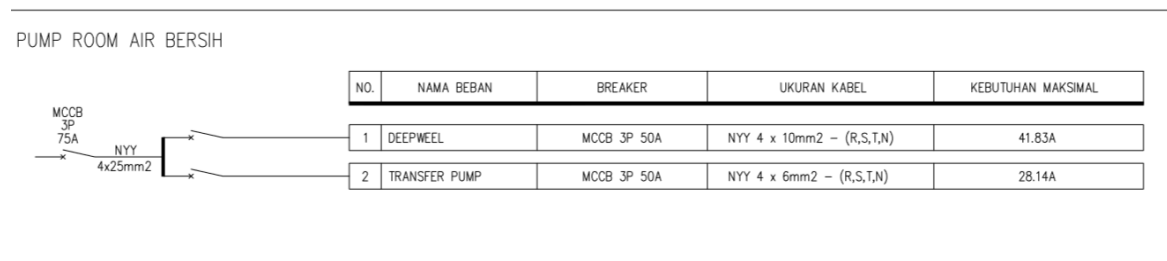 PUMP ROOM AIR BERSIH
NO. NAMA BEBAN BREAKER UKURAN KABEL KEBUTUHAN MAKSIMAL
MCCB
3P
75A
NYY
4x25mm2
1 DEEPWEEL MCCB 3P 50A NYY 4 x 10mm2 – (R,S,T,N) 41.83A
2 TRANSFER PUMP MCCB 3P 50A NYY 4 x 6mm2 – (R,S,T,N) 28.14A